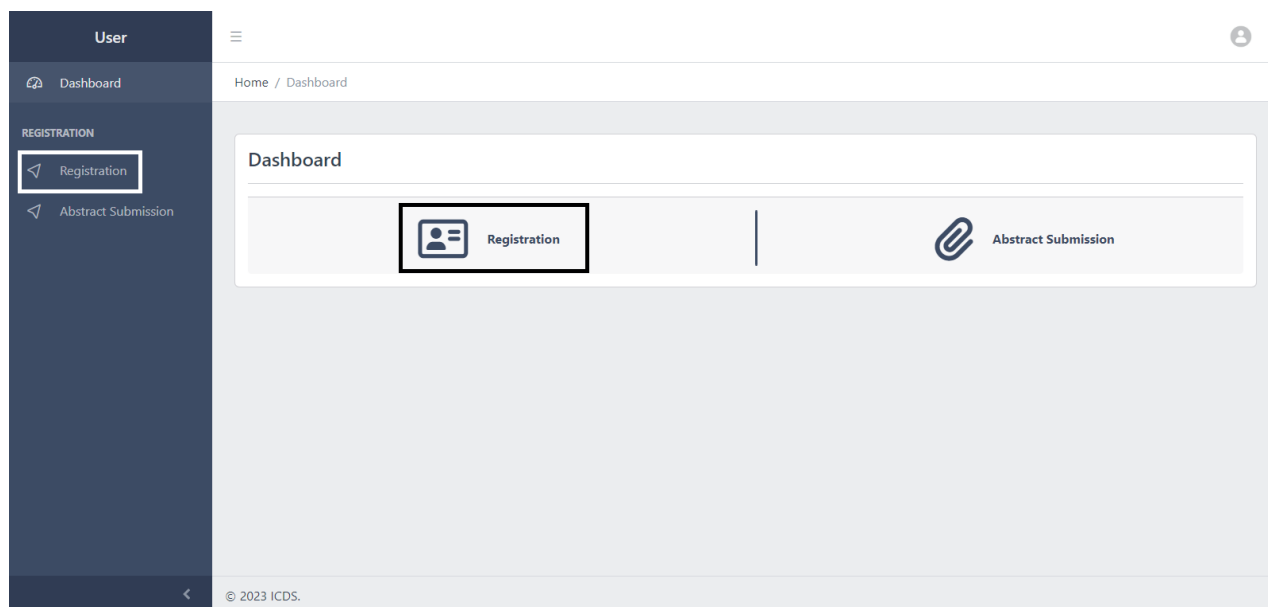 User
Dashboard
REGISTRATION
Registration
Abstract Submission
Home / Dashboard
Dashboard
Registration
Abstract Submission
© 2023 ICDS.